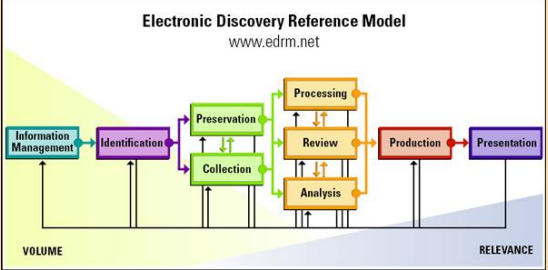 Electronic Discovery Reference Model
www.edrm.net
Processing
Preservation
Information
Management
Identification
Review
Production
Presentation
Collection
Analysis
VOLUME
RELEVANCE